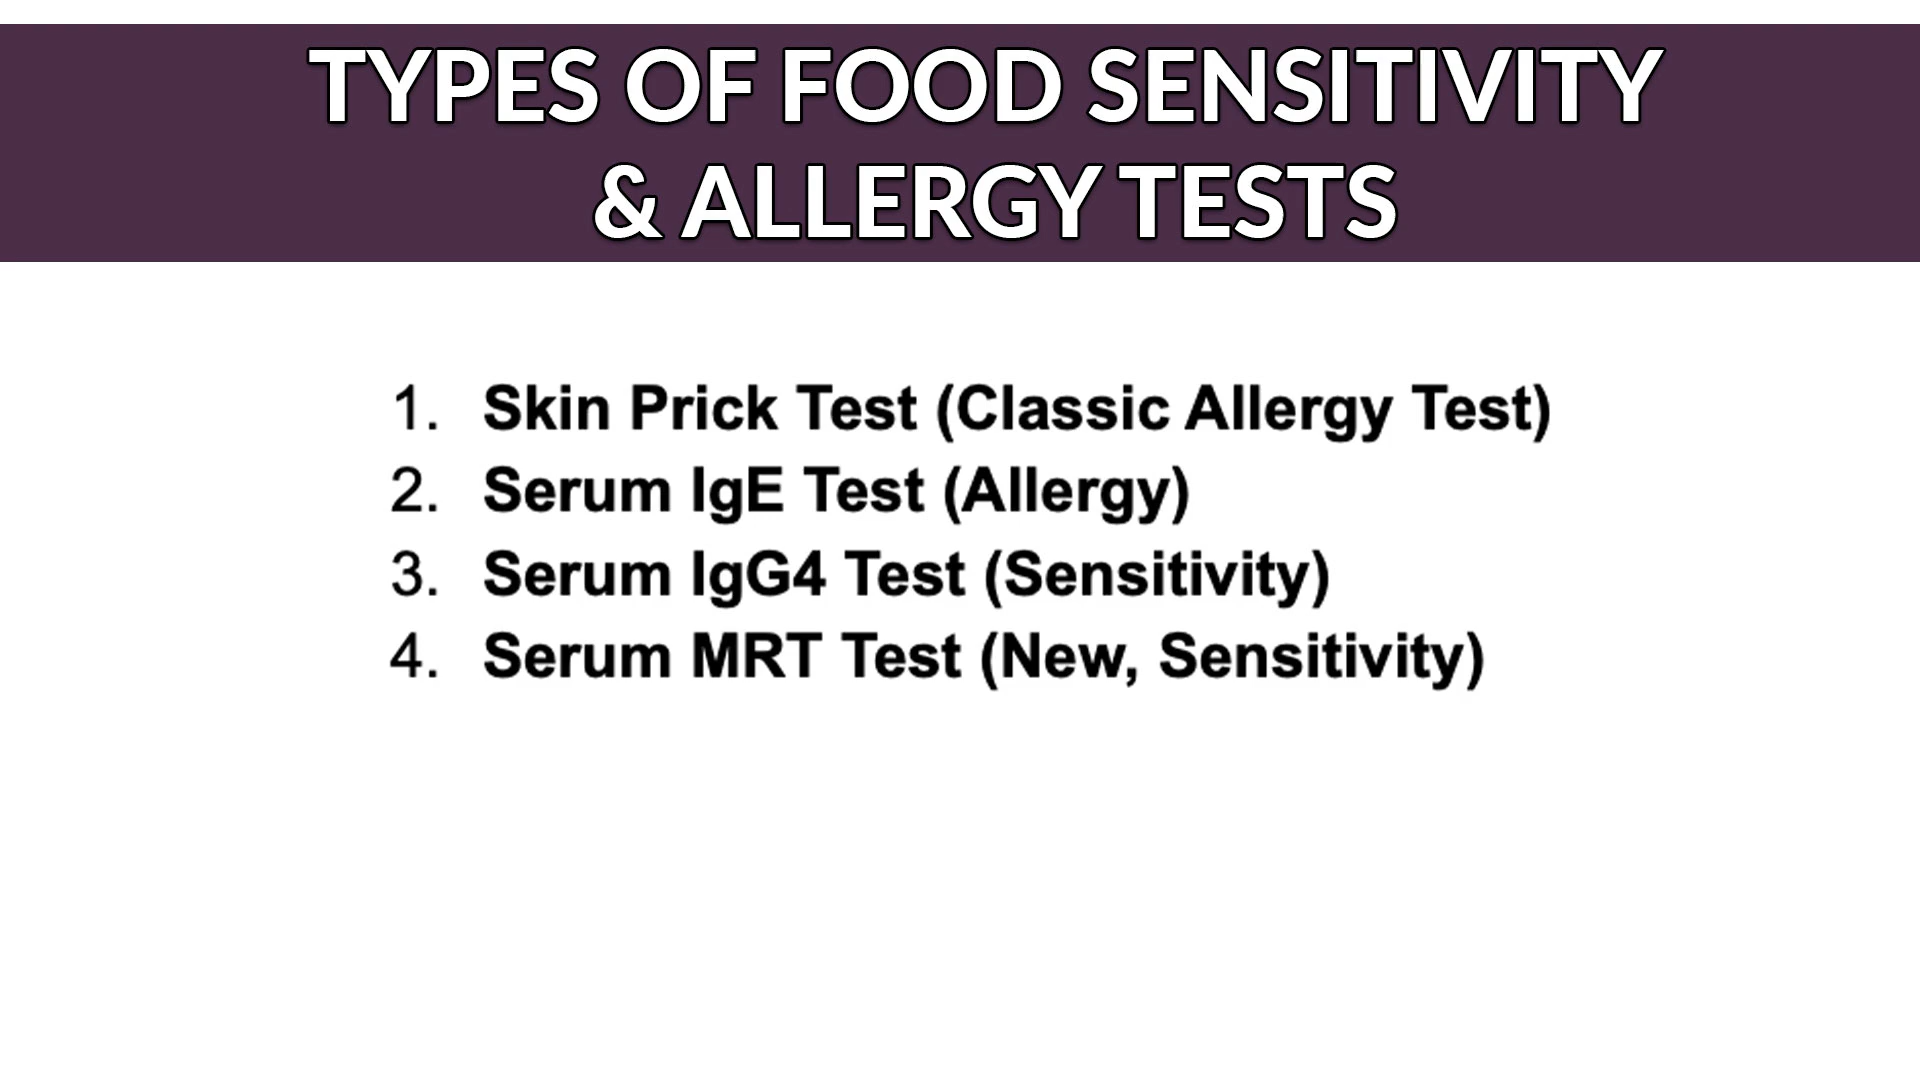 TYPES OF FOOD SENSITIVITY
& ALLERGY TESTS
1. Skin Prick Test (Classic Allergy Test)
2. Serum IgE Test (Allergy)
3. Serum IgG4 Test (Sensitivity)
4. Serum MRT Test (New, Sensitivity)